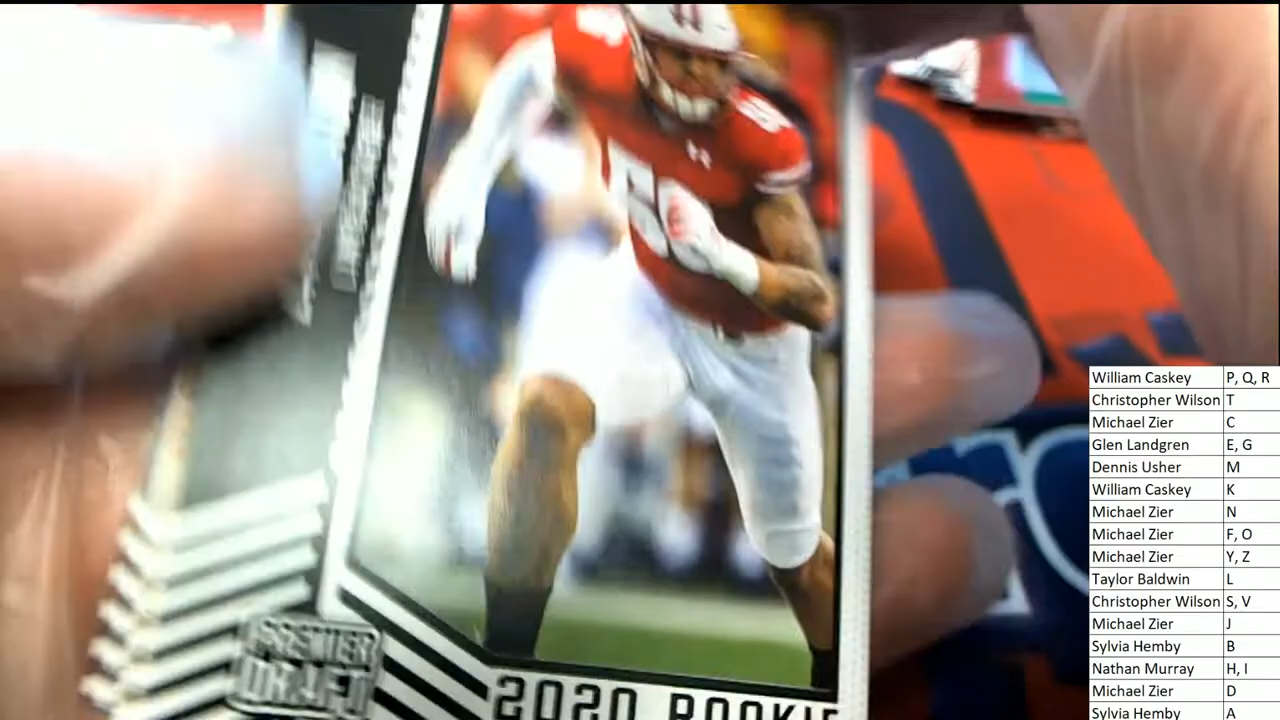 56
PREMIER
DRAFT
2020 ROOKIE
William Caskey P, Q, R
Christopher Wilson T
Michael Zier C
Glen Landgren E, G
Dennis Usher M
William Caskey K
Michael Zier N
Michael Zier F, O
Michael Zier Y, Z
Taylor Baldwin L
Christopher Wilson S, V
Michael Zier J
Sylvia Hemby B
Nathan Murray H, I
Michael Zier D
Sylvia Hemby A